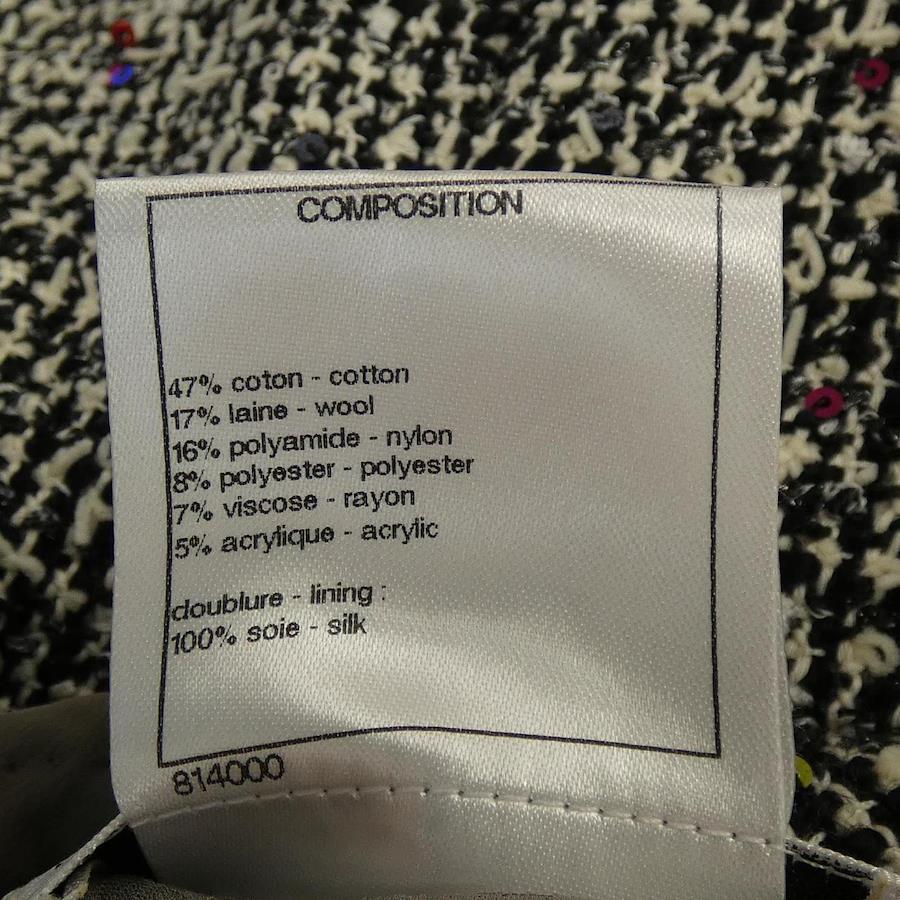 COMPOSITION
47% coton - cotton
17% laine - wool
16% polyamide - nylon
8% polyester - polyester
7% viscose - rayon
5% acrylique - acrylic
doublure - lining :
100% soie - silk
814000